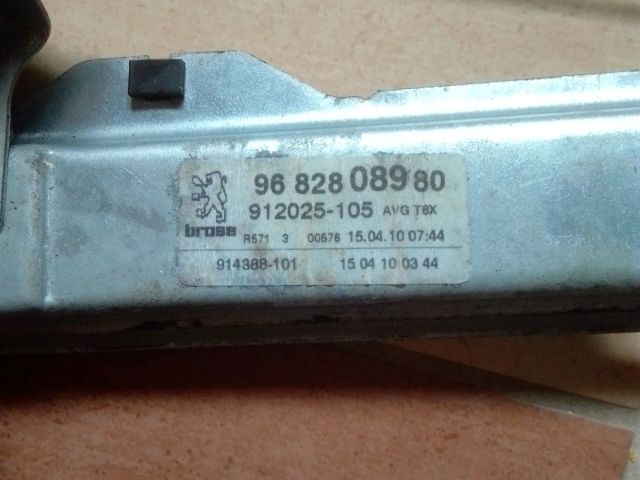 96 828 089 80
912025-105 AVG T8X
brose
R571 3 00576 15.04.10 07:44
914388-101 15 04 10 03 44